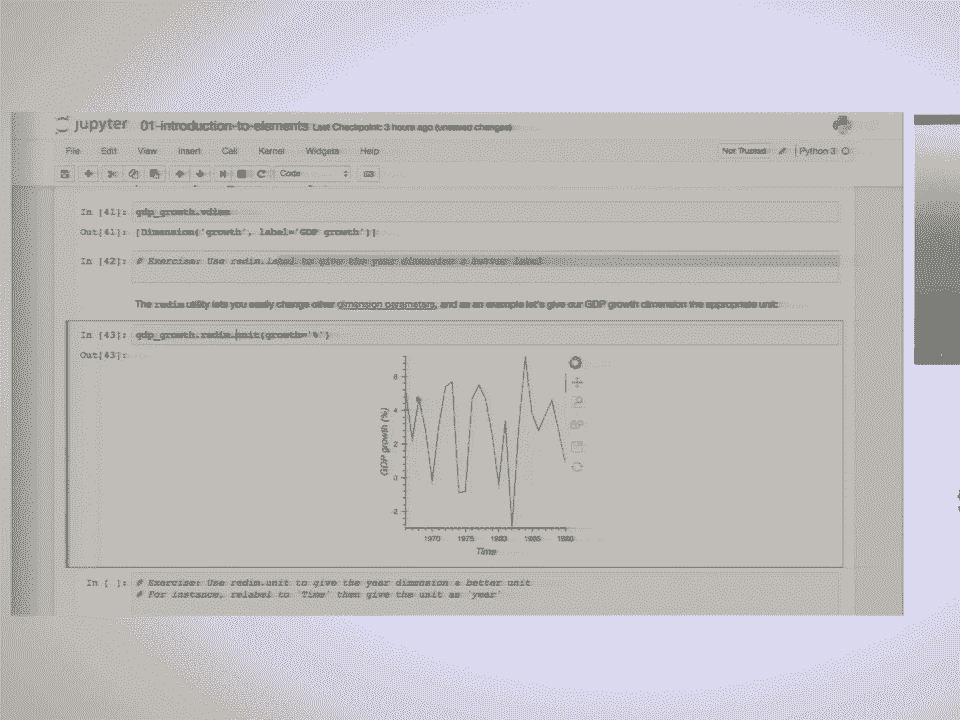 jupyter 01-introduction-to-elements Last Checkpoint: 3 hours ago (unsaved changes)
File Edit View Insert Cell Kernel Widgets Help Not Trusted Python 3
Code
In [41]: gdp_growth.vdims
Out[41]: [Dimension('growth', label='GDP growth')]
In [42]: # Exercise: Use redim.label to give the year dimension a better label
The redim utility lets you easily change other dimension parameters, and as an example let's give our GDP growth dimension the appropriate unit:
In [43]: gdp_growth.redim.unit(growth='%')
Out[43]:
GDP growth (%)
6
4
2
0
-2
1970 1975 1980 1985 1990
Time
In [ ]: # Exercise: Use redim.unit to give the year dimension a better unit
# For instance, relabel to 'Time' then give the unit as 'year'